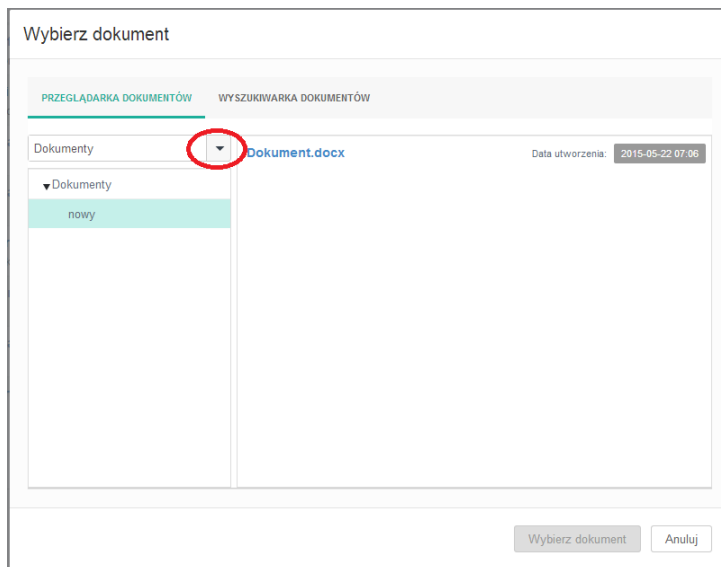 Wybierz dokument
PRZEGLĄDARKA DOKUMENTÓW WYSZUKIWARKA DOKUMENTÓW
Dokumenty
Dokument.docx Data utworzenia: 2015-05-22 07:06
Dokumenty
nowy
Wybierz dokument Anuluj